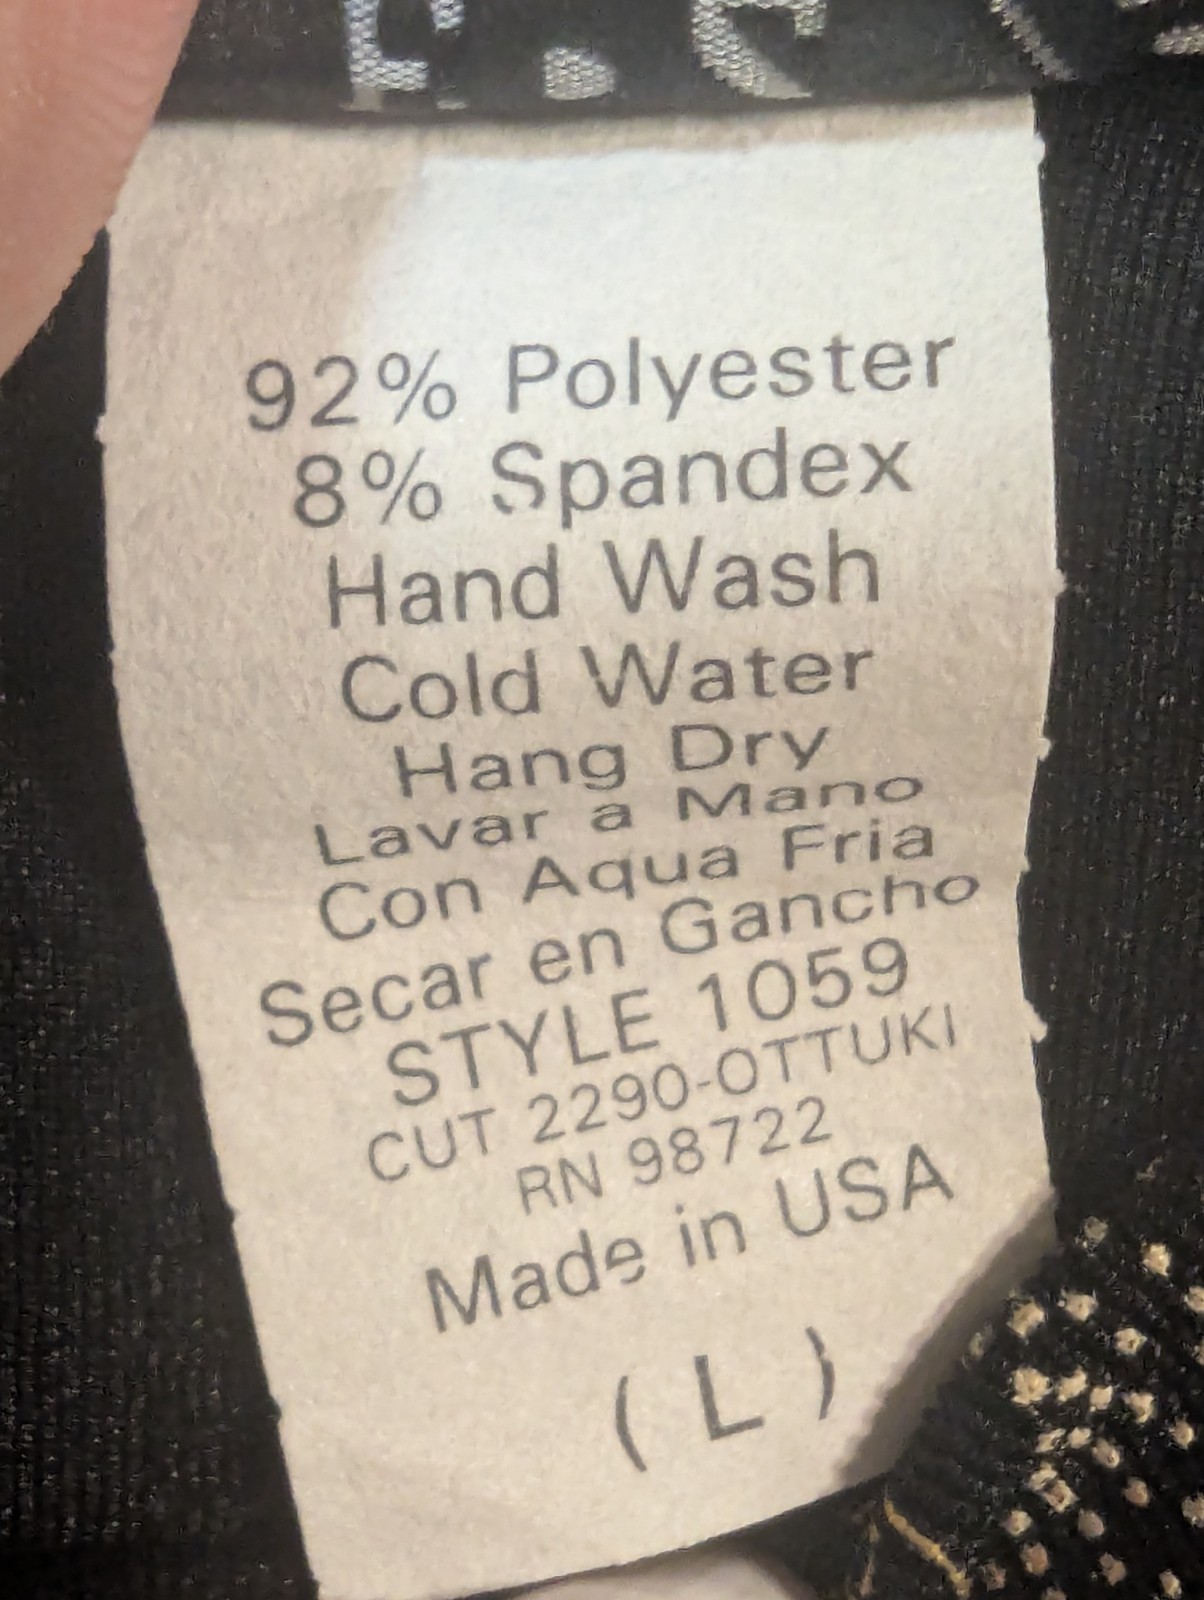 92% Polyester
8% Spandex
Hand Wash
Cold Water
Hang Dry
Lavar a Mano
Con Aqua Fria
Secar en Gancho
STYLE 1059
CUT 2290-OTTUKI
RN 98722
Made in USA
( L )